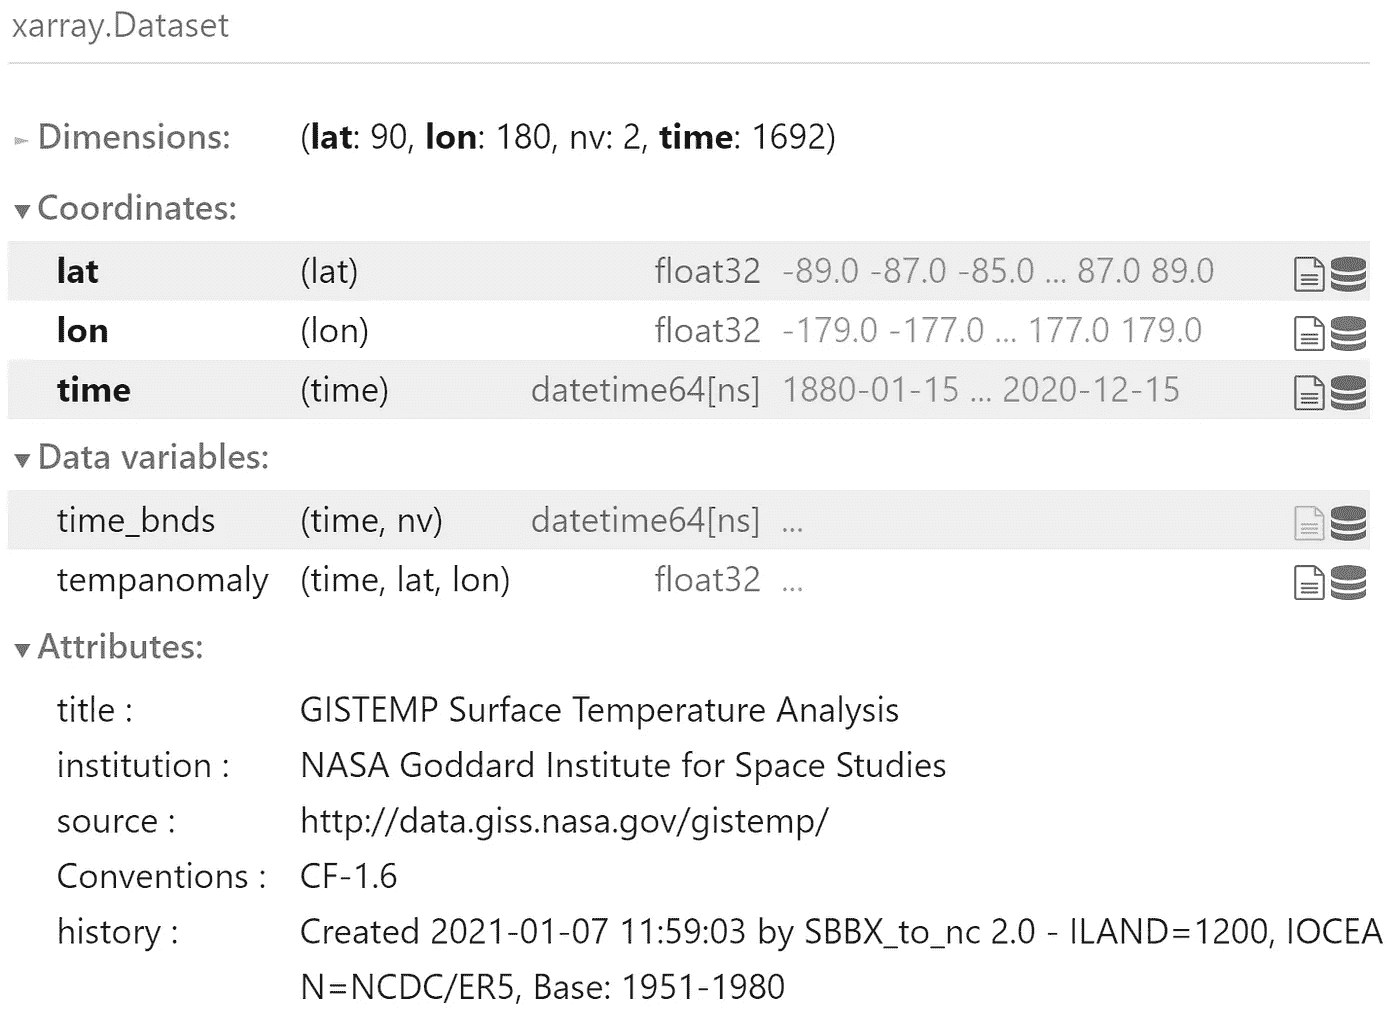 xarray.Dataset
► Dimensions: (lat: 90, lon: 180, nv: 2, time: 1692)
▼ Coordinates:
lat (lat) float32 -89.0 -87.0 -85.0 ... 87.0 89.0
lon (lon) float32 -179.0 -177.0 ... 177.0 179.0
time (time) datetime64[ns] 1880-01-15 ... 2020-12-15
▼ Data variables:
time_bnds (time, nv) datetime64[ns] ...
tempanomaly (time, lat, lon) float32 ...
▼ Attributes:
title : GISTEMP Surface Temperature Analysis
institution : NASA Goddard Institute for Space Studies
source : http://data.giss.nasa.gov/gistemp/
Conventions : CF-1.6
history : Created 2021-01-07 11:59:03 by SBBX_to_nc 2.0 - ILAND=1200, IOCEA
N=NCDC/ER5, Base: 1951-1980